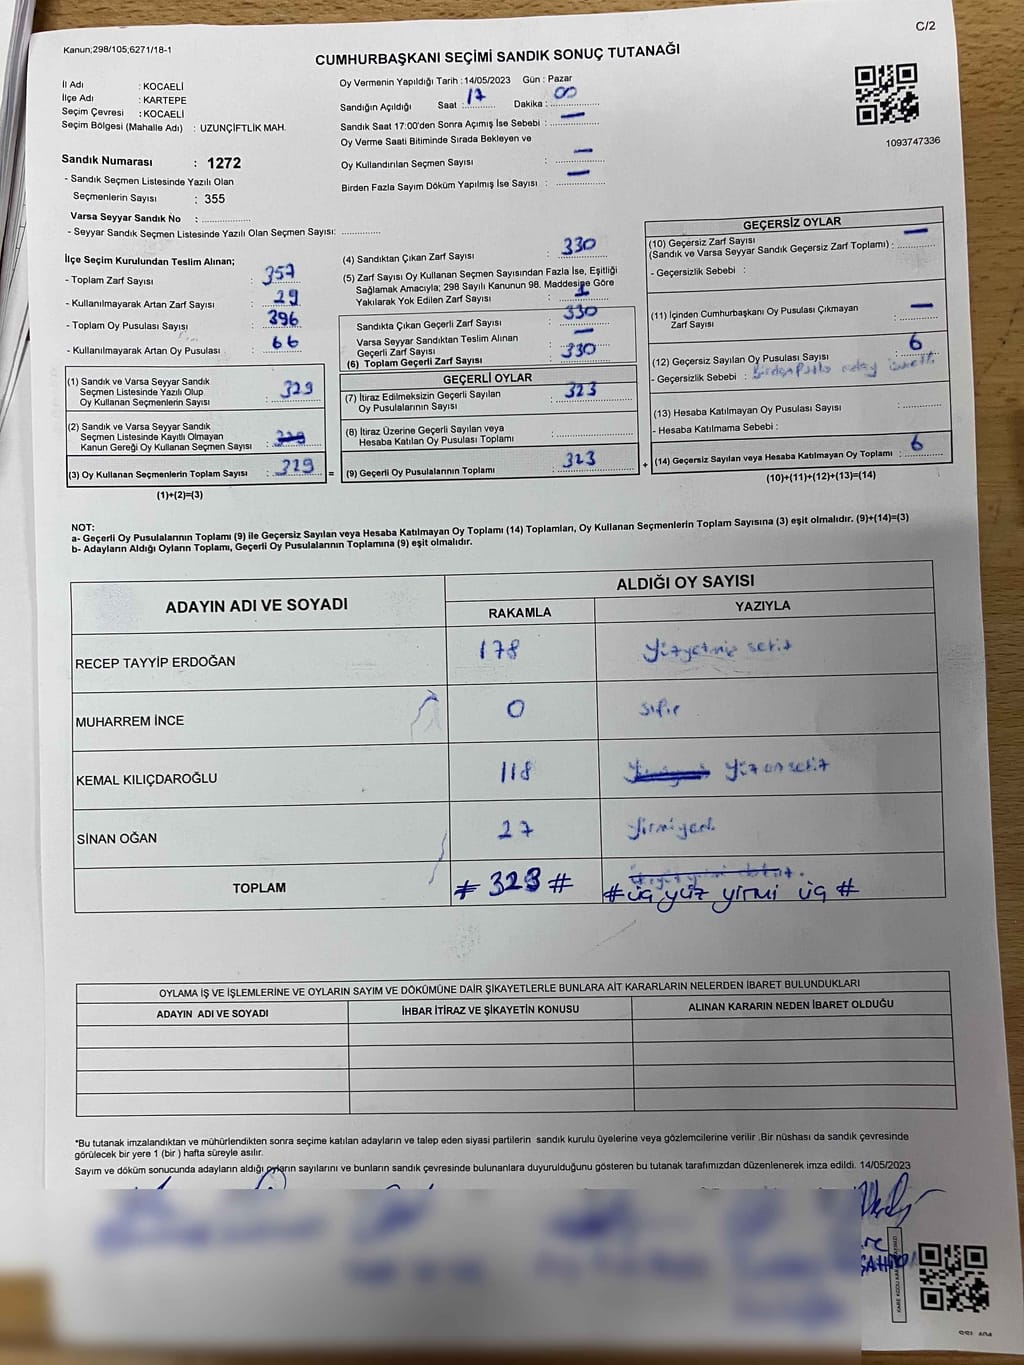 C/2
Kanun;298/105;6271/18-1
CUMHURBAŞKANI SEÇİMİ SANDIK SONUÇ TUTANAĞI
İl Adı : KOCAELİ
İlçe Adı : KARTEPE
Seçim Çevresi : KOCAELİ
Seçim Bölgesi (Mahalle Adı) : UZUNÇİFTLİK MAH.
Sandık Numarası : 1272
- Sandık Seçmen Listesinde Yazılı Olan
Seçmenlerin Sayısı : 355
Varsa Seyyar Sandık No : ..................
- Seyyar Sandık Seçmen Listesinde Yazılı Olan Seçmen Sayısı: ..............
Oy Vermenin Yapıldığı Tarih :14/05/2023 Gün : Pazar
Sandığın Açıldığı Saat : 17 Dakika : 00
Sandık Saat 17:00'den Sonra Açımış İse Sebebi : —
Oy Verme Saati Bitiminde Sırada Bekleyen ve
Oy Kullandırılan Seçmen Sayısı : —
Birden Fazla Sayım Döküm Yapılmış İse Sayısı : —
1093747336
İlçe Seçim Kurulundan Teslim Alınan;
- Toplam Zarf Sayısı : 357
- Kullanılmayarak Artan Zarf Sayısı : 29
- Toplam Oy Pusulası Sayısı : 396
- Kullanılmayarak Artan Oy Pusulası : 66
(1) Sandık ve Varsa Seyyar Sandık
Seçmen Listesinde Yazılı Olup
Oy Kullanan Seçmenlerin Sayısı : 329
(2) Sandık ve Varsa Seyyar Sandık
Seçmen Listesinde Kayıtlı Olmayan
Kanun Gereği Oy Kullanan Seçmen Sayısı :
(3) Oy Kullanan Seçmenlerin Toplam Sayısı : 329 =
(1)+(2)=(3)
(4) Sandıktan Çıkan Zarf Sayısı : 330
(5) Zarf Sayısı Oy Kullanan Seçmen Sayısından Fazla İse, Eşitliği
Sağlamak Amacıyla; 298 Sayılı Kanunun 98. Maddesine Göre
Yakılarak Yok Edilen Zarf Sayısı : 1
Sandıkta Çıkan Geçerli Zarf Sayısı : 330
Varsa Seyyar Sandıktan Teslim Alınan
Geçerli Zarf Sayısı : —
(6) Toplam Geçerli Zarf Sayısı : 330
GEÇERLİ OYLAR
(7) İtiraz Edilmeksizin Geçerli Sayılan
Oy Pusulalarının Sayısı : 323
(8) İtiraz Üzerine Geçerli Sayılan veya
Hesaba Katılan Oy Pusulası Toplamı :
(9) Geçerli Oy Pusulalarının Toplamı : 323 +
GEÇERSİZ OYLAR
(10) Geçersiz Zarf Sayısı —
(Sandık ve Varsa Seyyar Sandık Geçersiz Zarf Toplamı) :
- Geçersizlik Sebebi :
(11) İçinden Cumhurbaşkanı Oy Pusulası Çıkmayan
Zarf Sayısı —
(12) Geçersiz Sayılan Oy Pusulası Sayısı : 6
- Geçersizlik Sebebi : Birden aday
(13) Hesaba Katılmayan Oy Pusulası Sayısı :
- Hesaba Katılmama Sebebi :
(14) Geçersiz Sayılan veya Hesaba Katılmayan Oy Toplamı : 6
(10)+(11)+(12)+(13)=(14)
NOT:
a- Geçerli Oy Pusulalarının Toplamı (9) ile Geçersiz Sayılan veya Hesaba Katılmayan Oy Toplamı (14) Toplamları, Oy Kullanan Seçmenlerin Toplam Sayısına (3) eşit olmalıdır. (9)+(14)=(3)
b- Adayların Aldığı Oyların Toplamı, Geçerli Oy Pusulalarının Toplamına (9) eşit olmalıdır.
ADAYIN ADI VE SOYADI
ALDIĞI OY SAYISI
RAKAMLA YAZIYLA
RECEP TAYYİP ERDOĞAN 178 Yüzyetmiş sekiz
MUHARREM İNCE 0 sıfır
KEMAL KILIÇDAROĞLU 118 Yüz on sekiz
SİNAN OĞAN 27 Yirmiyedi
TOPLAM # 323 # # üç yüz yirmi üç #
OYLAMA İŞ VE İŞLEMLERİNE VE OYLARIN SAYIM VE DÖKÜMÜNE DAİR ŞİKAYETLERLE BUNLARA AİT KARARLARIN NELERDEN İBARET BULUNDUKLARI
ADAYIN ADI VE SOYADI İHBAR İTİRAZ VE ŞİKAYETİN KONUSU ALINAN KARARIN NEDEN İBARET OLDUĞU
*Bu tutanak imzalandıktan ve mühürlendikten sonra seçime katılan adayların ve talep eden siyasi partilerin sandık kurulu üyelerine veya gözlemcilerine verilir .Bir nüshası da sandık çevresinde
görülecek bir yere 1 (bir ) hafta süreyle asılır.
Sayım ve döküm sonucunda adayların aldığı oyların sayılarını ve bunların sandık çevresinde bulunanlara duyurulduğunu gösteren bu tutanak tarafımızdan düzenlenerek imza edildi. 14/05/2023